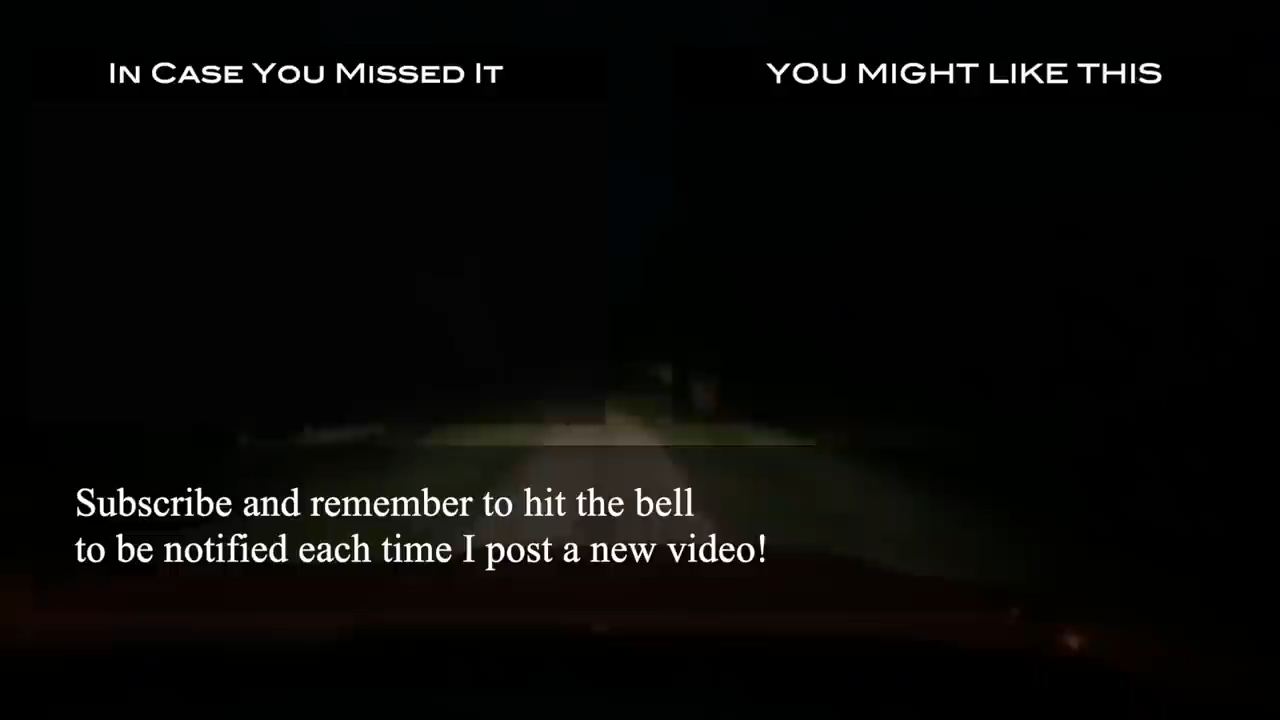 In Case You Missed It
YOU MIGHT LIKE THIS
Subscribe and remember to hit the bell
to be notified each time I post a new video!